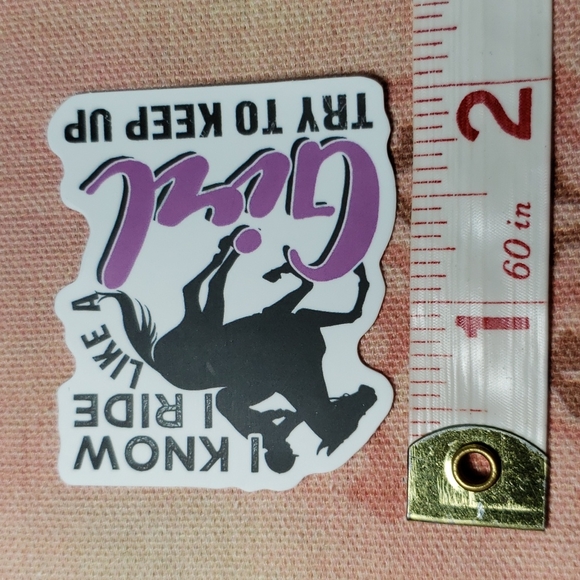 I KNOW
I RIDE
LIKE A
Girl
TRY TO KEEP UP
1
2
60 in